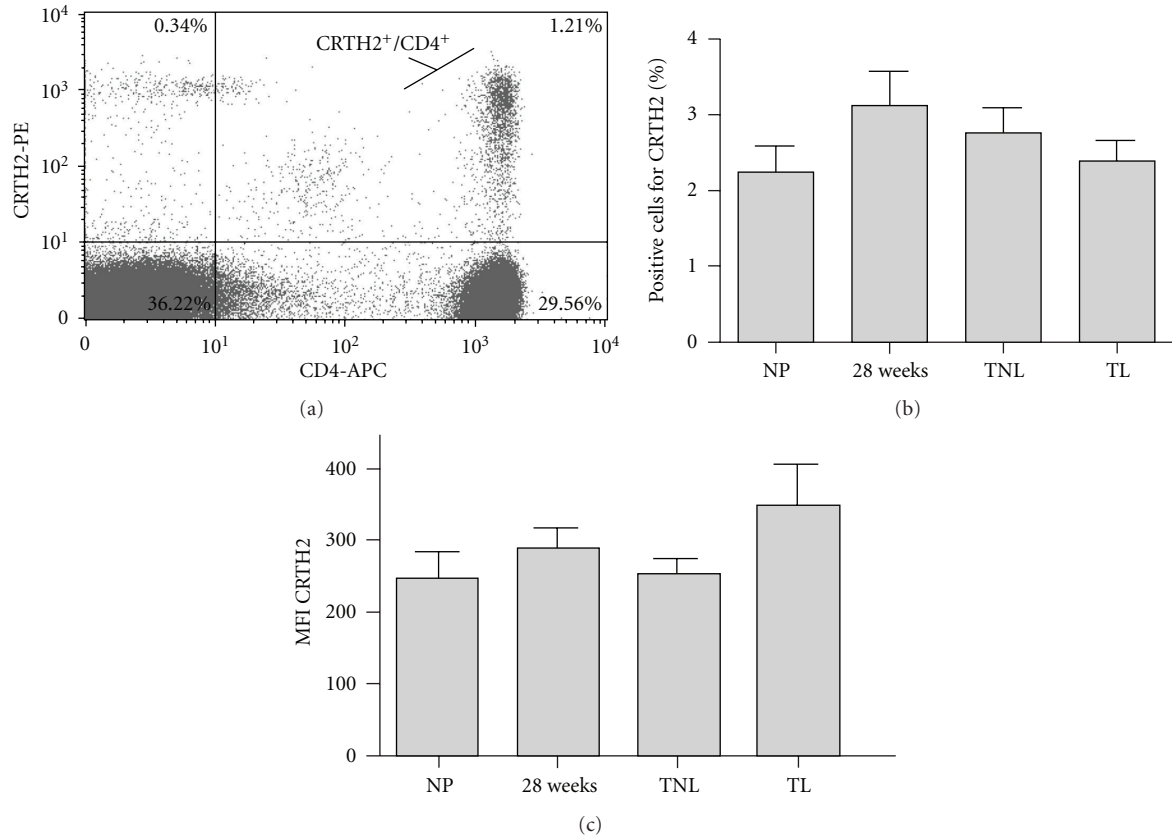 10⁴
0.34%
1.21%
CRTH2⁺/CD4⁺
10³
CRTH2-PE
10²
10¹
36.22%
29.56%
0
0
10¹
10²
10³
10⁴
CD4-APC
(a)
4
3
2
1
0
Positive cells for CRTH2 (%)
NP
28 weeks
TNL
TL
(b)
400
300
200
100
0
MFI CRTH2
NP
28 weeks
TNL
TL
(c)